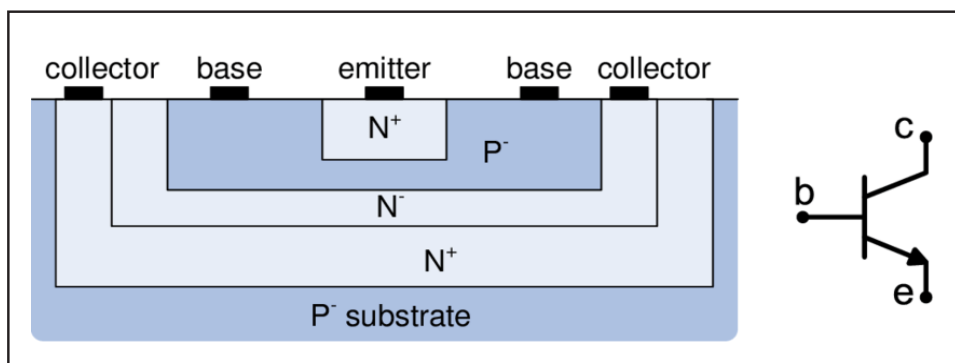 collector base emitter base collector
N⁺
P⁻
N⁻
N⁺
P⁻ substrate
c
b
e